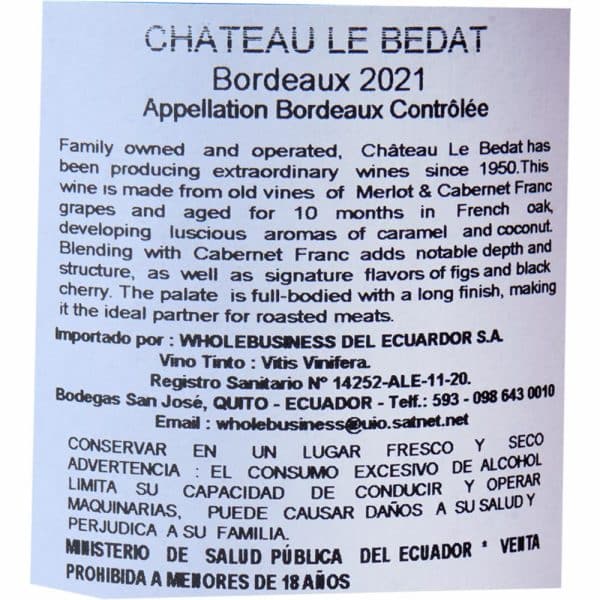 CHÂTEAU LE BEDAT
Bordeaux 2021
Appellation Bordeaux Contrôlée
Family owned and operated, Château Le Bedat has
been producing extraordinary wines since 1950.This
wine is made from old vines of Merlot & Cabernet Franc
grapes and aged for 10 months in French oak,
developing luscious aromas of caramel and coconut.
Blending with Cabernet Franc adds notable depth and
structure, as well as signature flavors of figs and black
cherry. The palate is full-bodied with a long finish, making
it the ideal partner for roasted meats.
Importado por : WHOLEBUSINESS DEL ECUARDOR S.A.
Vino Tinto : Vitis Vinifera.
Registro Sanitario Nº 14252-ALE-11-20.
Bodegas San José, QUITO - ECUADOR - Telf.: 593 - 098 643 0010
Email : wholebusiness@uio.satnet.net
CONSERVAR EN UN LUGAR FRESCO Y SECO
ADVERTENCIA : EL CONSUMO EXCESIVO DE ALCOHOL
LIMITA SU CAPACIDAD DE CONDUCIR Y OPERAR
MAQUINARIAS, PUEDE CAUSAR DAÑOS A SU SALUD Y
PERJUDICA A SU FAMILIA.
MINISTERIO DE SALUD PÚBLICA DEL ECUADOR * VENTA
PROHIBIDA A MENORES DE 18 AÑOS